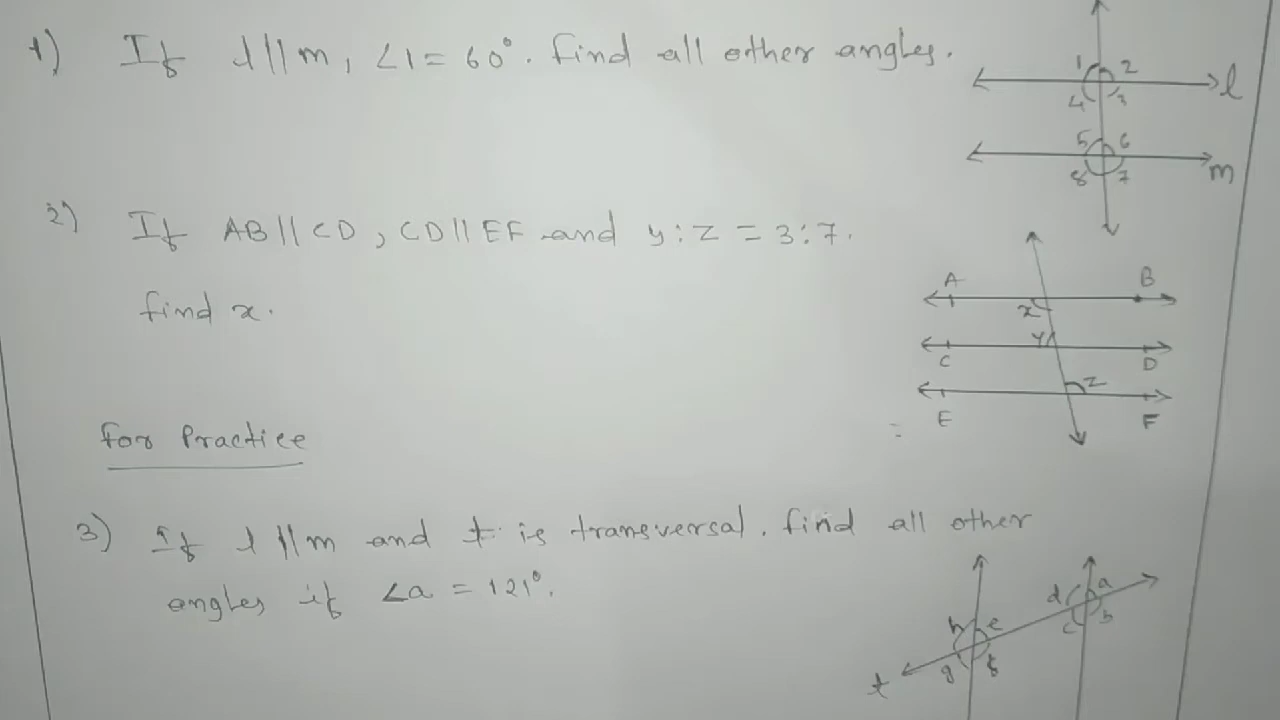 1) If l || m, ∠1 = 60°. find all other angles.
1 2
l
4 3
5 6
8 7
m
2) If AB || CD, CD || EF and y : z = 3 : 7.
find x.
A B
x
y
C D
z
E F
For Practice
3) If l || m and t is transversal. find all other
angles if ∠a = 121°.
d a
c b
h e
g f
t